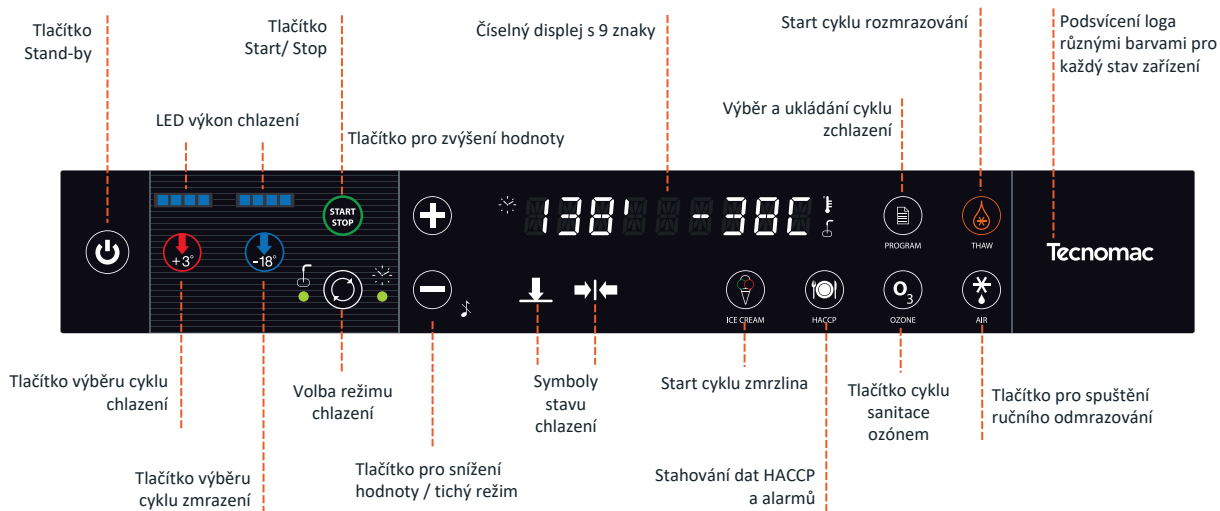 Tlačítko
Stand-by
Tlačítko
Start/ Stop
Číselný displej s 9 znaky
Start cyklu rozmrazování
Podsvícení loga
různými barvami pro
každý stav zařízení
LED výkon chlazení
Tlačítko pro zvýšení hodnoty
Výběr a ukládání cyklu
zchlazení
START
STOP
138' -38C
PROGRAM
THAW
+3°
-18°
Tecnomac
ICE CREAM
HACCP
O3
OZONE
AIR
Tlačítko výběru cyklu
chlazení
Volba režimu
chlazení
Symboly
stavu
chlazení
Start cyklu zmrzlina
Tlačítko cyklu
sanitace
ozónem
Tlačítko pro spuštění
ručního odmrazování
Tlačítko výběru
cyklu zmrazení
Tlačítko pro snížení
hodnoty / tichý režim
Stahování dat HACCP
a alarmů